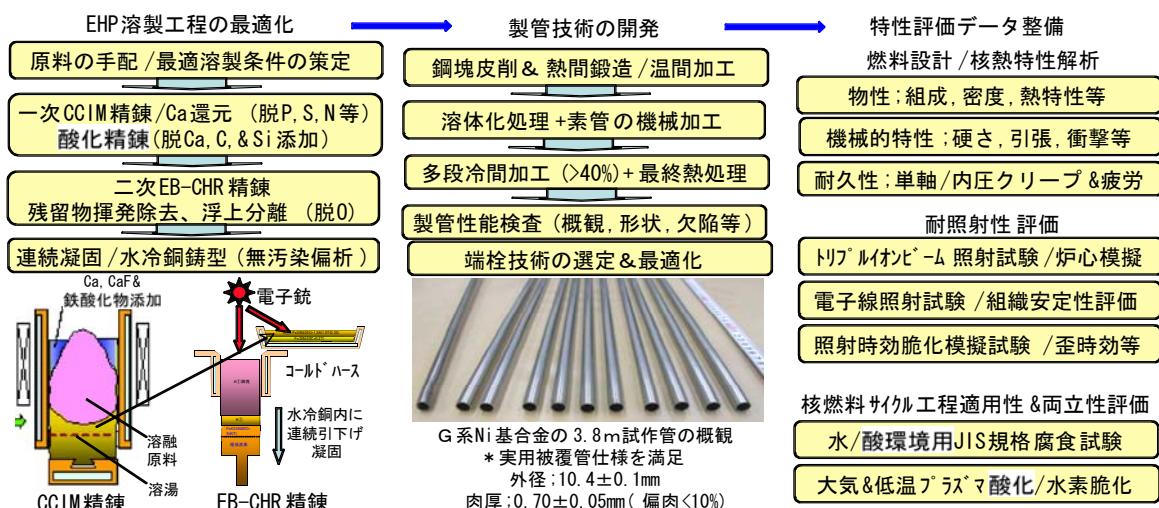 EHP溶製工程の最適化
原料の手配/最適溶製条件の策定
一次CCIM精錬/Ca還元 (脱P,S,N等)
酸化精錬(脱Ca,C,&Si添加)
二次EB-CHR精錬
残留物揮発除去、浮上分離 (脱O)
連続凝固/水冷銅鋳型(無汚染偏析)
Ca, CaF&
鉄酸化物添加
溶融
原料
溶湯
CCIM精錬
電子銃
コールドハース
水冷銅内に
連続引下げ
凝固
EB-CHR精錬
製管技術の開発
鋼塊皮削& 熱間鍛造/温間加工
溶体化処理+素管の機械加工
多段冷間加工(>40%)+最終熱処理
製管性能検査(概観,形状,欠陥等)
端栓技術の選定&最適化
G系Ni基合金の3.8m試作管の概観
*実用被覆管仕様を満足
外径;10.4±0.1mm
肉厚;0.70±0.05mm(偏肉<10%)
特性評価データ整備
燃料設計/核熱特性解析
物性;組成,密度,熱特性等
機械的特性;硬さ,引張,衝撃等
耐久性;単軸/内圧クリープ&疲労
耐照射性 評価
トリプルイオンビーム 照射試験/炉心模擬
電子線照射試験/組織安定性評価
照射時効脆化模擬試験/歪時効等
核燃料サイクル工程適用性&両立性評価
水/酸環境用JIS規格腐食試験
大気&低温プラズマ酸化/水素脆化